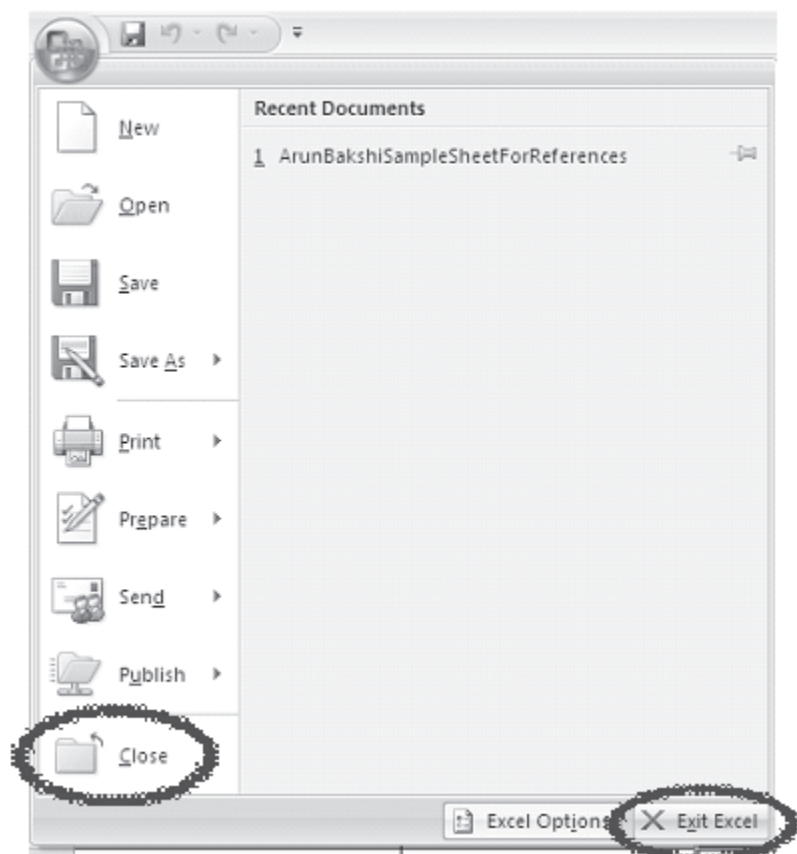 Recent Documents
1 ArunBakshiSampleSheetForReferences
New
Open
Save
Save As
Print
Prepare
Send
Publish
Close
Excel Options
Exit Excel